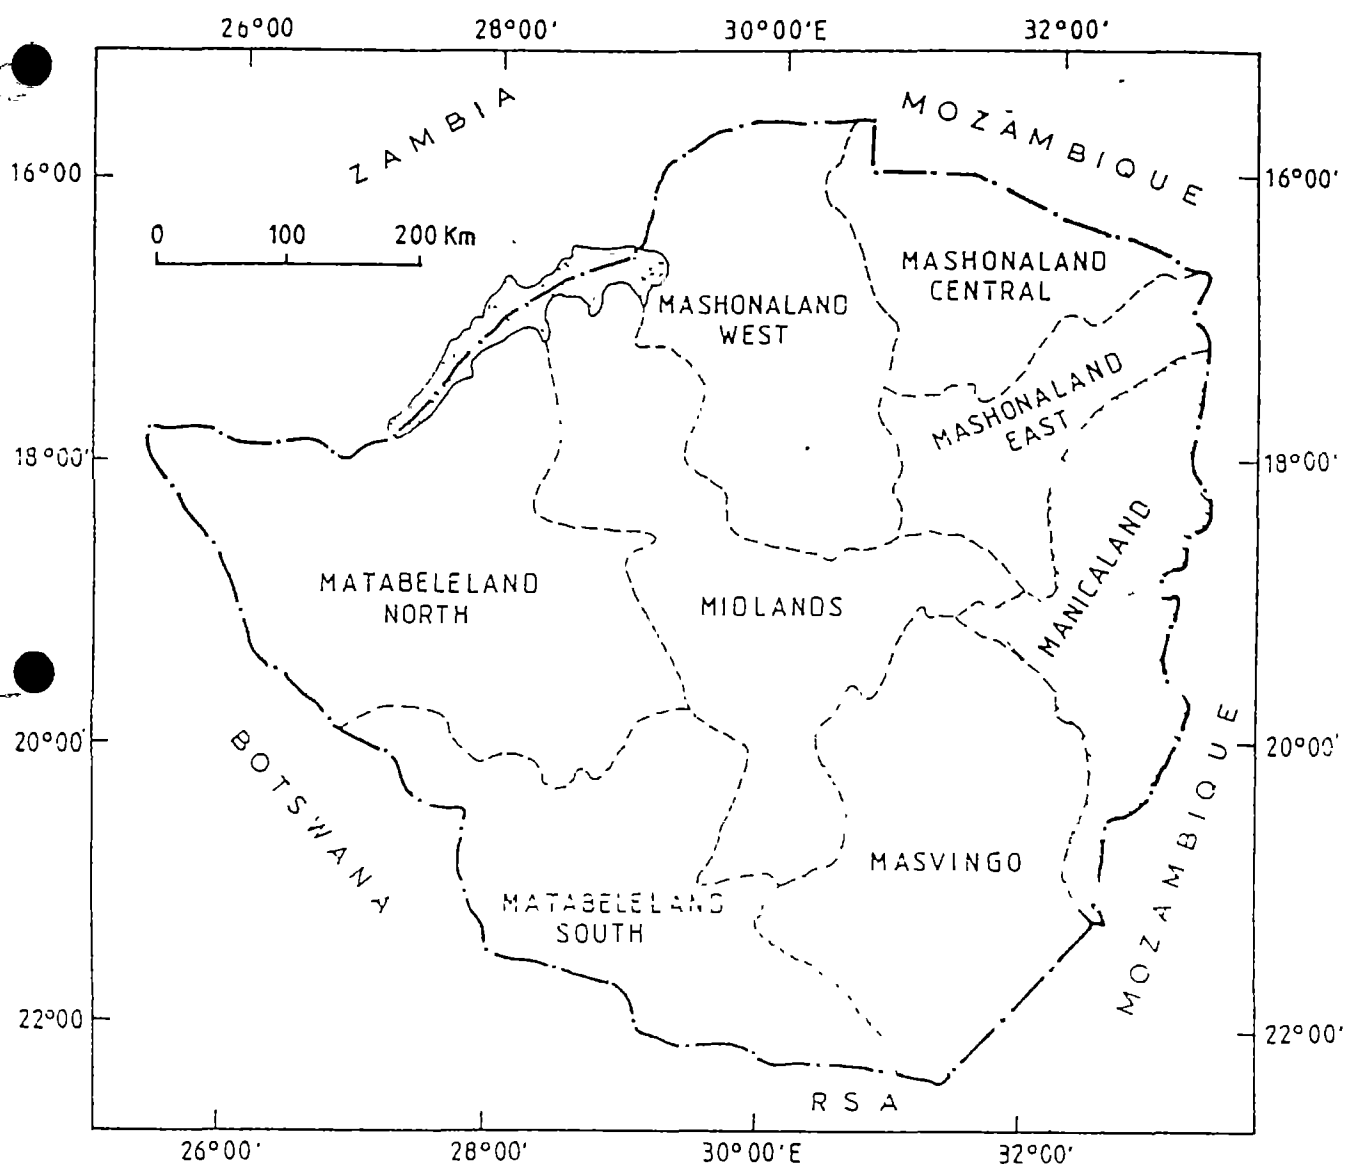 26°00 28°00' 30°00'E 32°00'
ZAMBIA
MOZAMBIQUE
16°00 16°00'
0 100 200 Km
MASHONALAND
CENTRAL
MASHONALAND
WEST
MASHONALAND
EAST
18°00' 18°00'
MATABELELAND
NORTH
MIDLANDS
MANICALAND
20°00' 20°00'
BOTSWANA
MOZAMBIQUE
MASVINGO
MATABELELAND
SOUTH
22°00 22°00'
RSA
26°00' 28°00' 30°00'E 32°00'